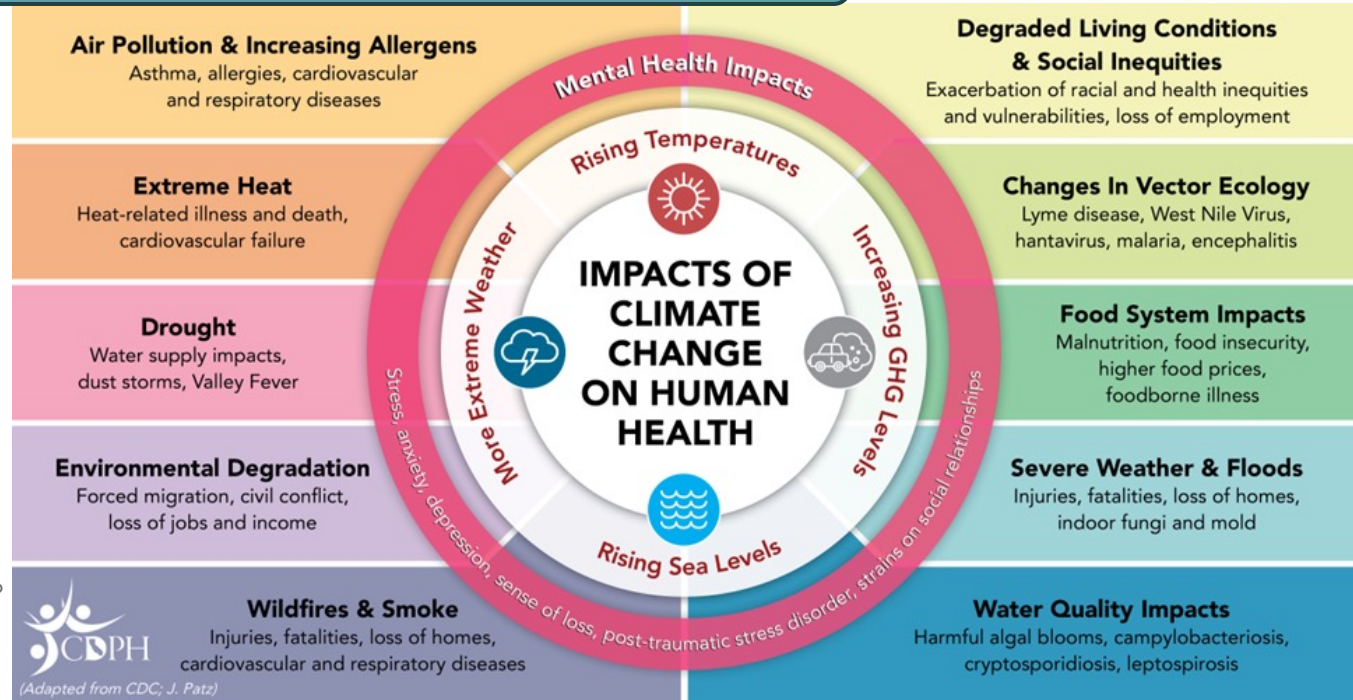 Air Pollution & Increasing Allergens
Asthma, allergies, cardiovascular
and respiratory diseases
Extreme Heat
Heat-related illness and death,
cardiovascular failure
Drought
Water supply impacts,
dust storms, Valley Fever
Environmental Degradation
Forced migration, civil conflict,
loss of jobs and income
Wildfires & Smoke
Injuries, fatalities, loss of homes,
cardiovascular and respiratory diseases
CDPH
(Adapted from CDC; J. Patz)
Mental Health Impacts
Stress, anxiety, depression, sense of loss, post-traumatic stress disorder, strains on social relationships
Rising Temperatures
Increasing GHG Levels
Rising Sea Levels
More Extreme Weather
IMPACTS OF
CLIMATE
CHANGE
ON HUMAN
HEALTH
Degraded Living Conditions
& Social Inequities
Exacerbation of racial and health inequities
and vulnerabilities, loss of employment
Changes In Vector Ecology
Lyme disease, West Nile Virus,
hantavirus, malaria, encephalitis
Food System Impacts
Malnutrition, food insecurity,
higher food prices,
foodborne illness
Severe Weather & Floods
Injuries, fatalities, loss of homes,
indoor fungi and mold
Water Quality Impacts
Harmful algal blooms, campylobacteriosis,
cryptosporidiosis, leptospirosis